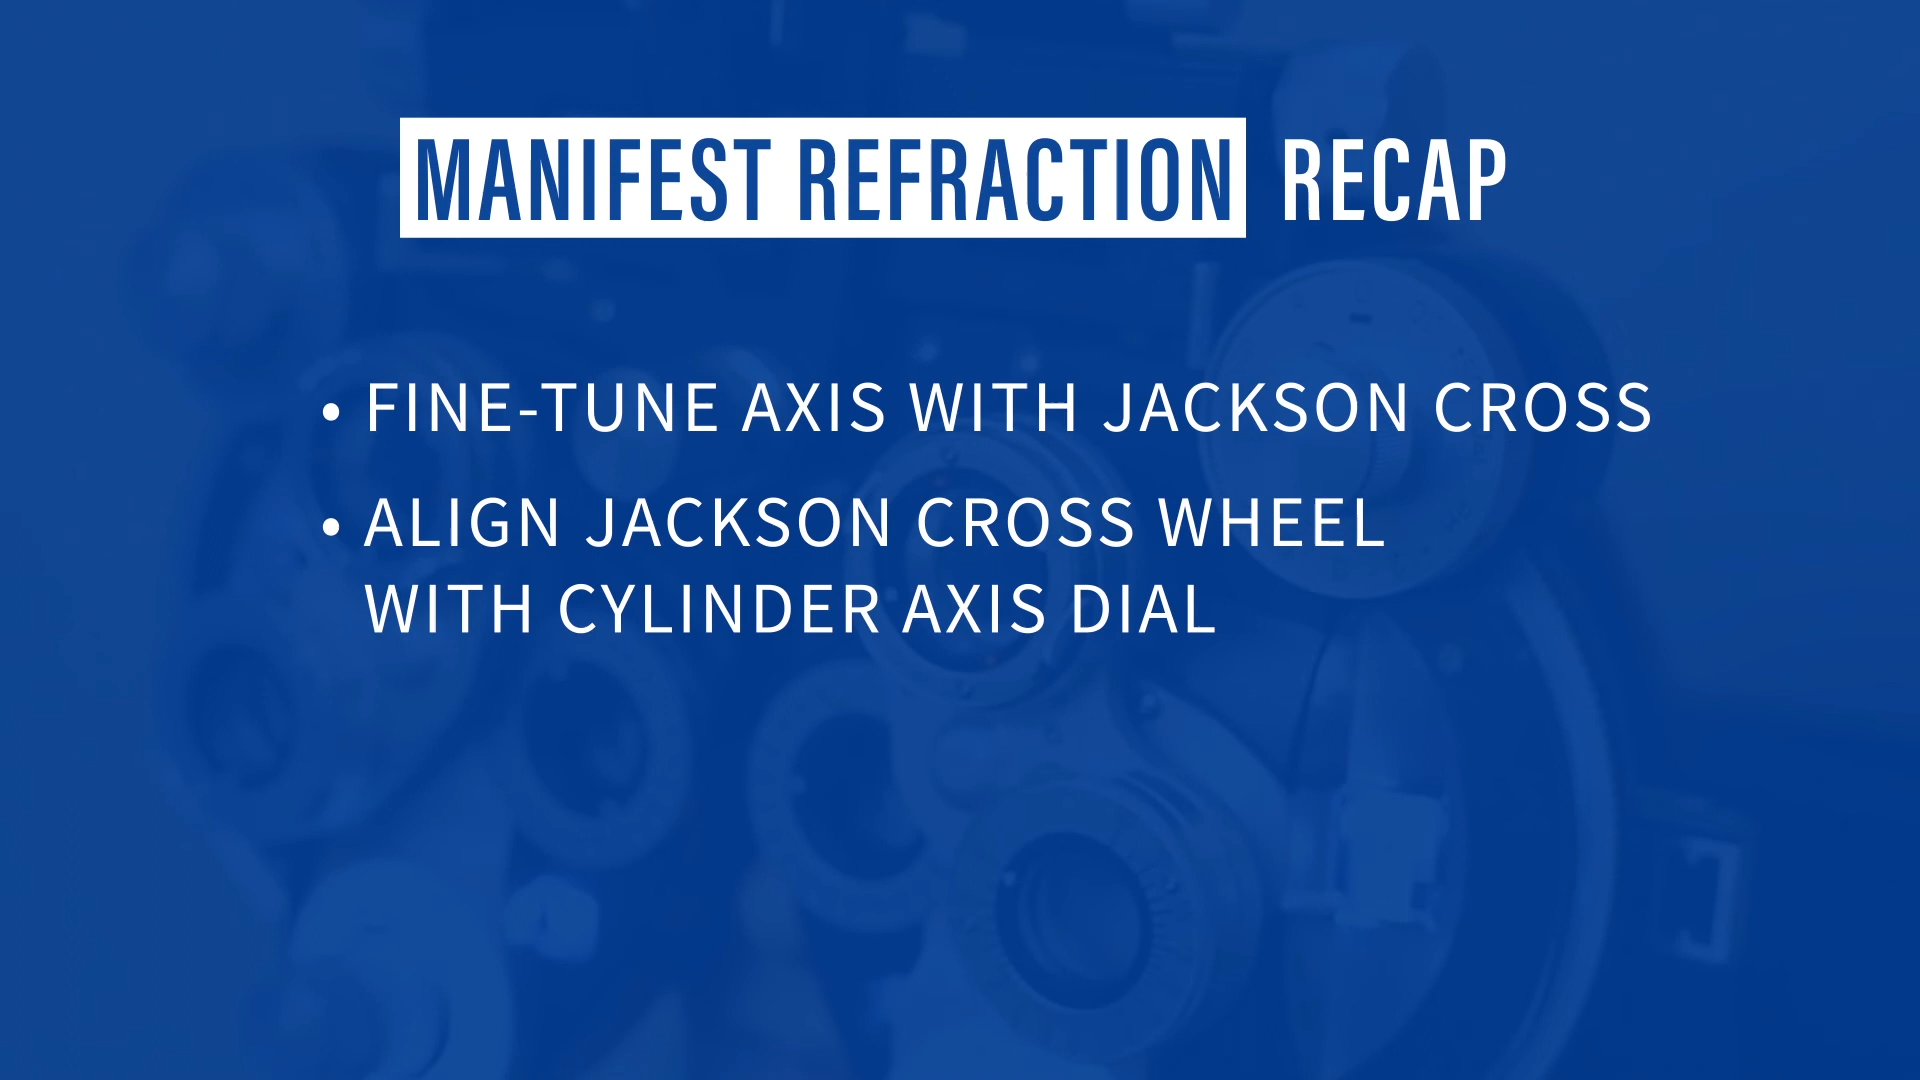 MANIFEST REFRACTION RECAP
• FINE-TUNE AXIS WITH JACKSON CROSS
• ALIGN JACKSON CROSS WHEEL
WITH CYLINDER AXIS DIAL